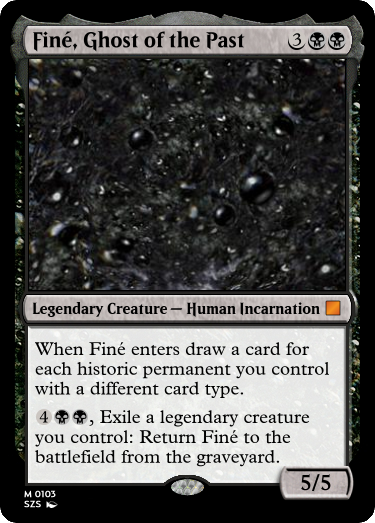 Finé, Ghost of the Past 3
Legendary Creature — Human Incarnation
When Finé enters draw a card for
each historic permanent you control
with a different card type.
4, Exile a legendary creature
you control: Return Finé to the
battlefield from the graveyard.
5/5
M 0103
SZS